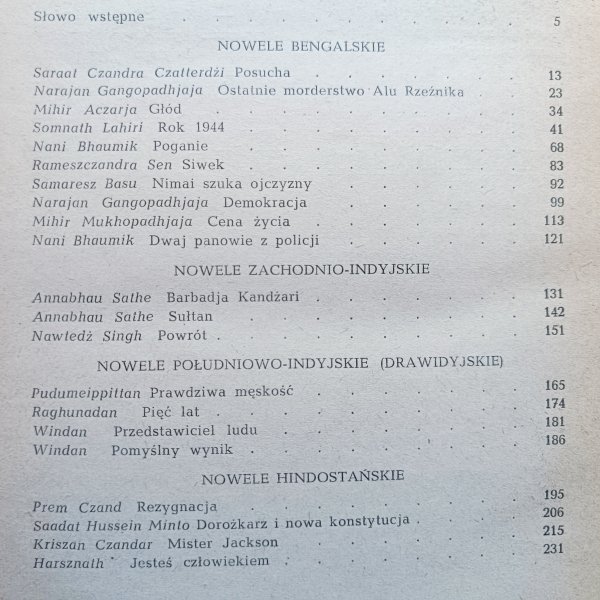 Słowo wstępne . . . . . . . . . 5
NOWELE BENGALSKIE
Saraat Czandra Czatterdżi Posucha . . . . . . 13
Narajan Gangopadhjaja Ostatnie morderstwo Alu Rzeźnika . . 23
Mihir Aczarja Głód . . . . . . . . 34
Somnath Lahiri Rok 1944 . . . . . . . 41
Nani Bhaumik Poganie . . . . . . . 68
Rameszczandra Sen Siwek . . . . . . . 83
Samaresz Basu Nimai szuka ojczyzny . . . . . 92
Narajan Gangopadhjaja Demokracja . . . . . 99
Mihir Mukhopadhjaja Cena życia . . . . . . 113
Nani Bhaumik Dwaj panowie z policji . . . . . 121
NOWELE ZACHODNIO-INDYJSKIE
Annabhau Sathe Barbadja Kandżari . . . . . . 131
Annabhau Sathe Sułtan . . . . . . . 142
Nawtedż Singh Powrót . . . . . . . . 151
NOWELE POŁUDNIOWO-INDYJSKIE (DRAWIDYJSKIE)
Pudumeippittan Prawdziwa męskość . . . . . . 165
Raghunadan Pięć lat . . . . . . . . 174
Windan Przedstawiciel ludu . . . . . . . 181
Windan Pomyślny wynik . . . . . . . 186
NOWELE HINDOSTAŃSKIE
Prem Czand Rezygnacja . . . . . . . 195
Saadat Hussein Minto Dorożkarz i nowa konstytucja . . . 206
Kriszan Czandar Mister Jackson . . . . . . 215
Harsznath Jesteś człowiekiem . . . . . . 231